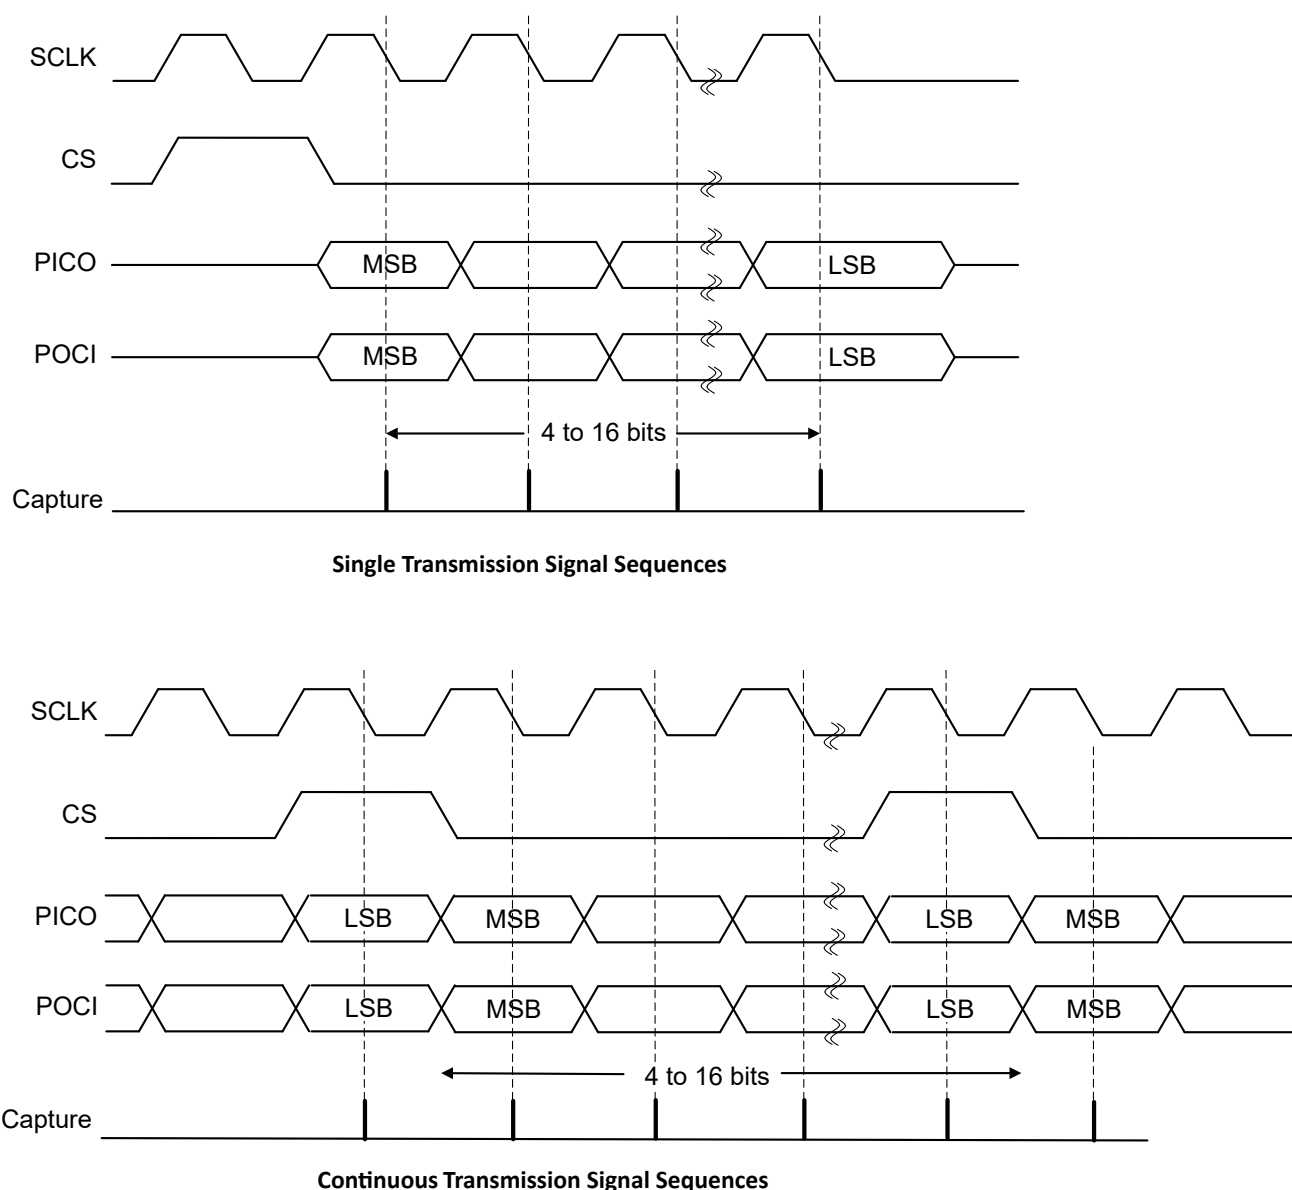 SCLK
CS
PICO MSB LSB
POCI MSB LSB
4 to 16 bits
Capture
Single Transmission Signal Sequences
SCLK
CS
PICO LSB MSB LSB MSB
POCI LSB MSB LSB MSB
4 to 16 bits
Capture
Continuous Transmission Signal Sequences